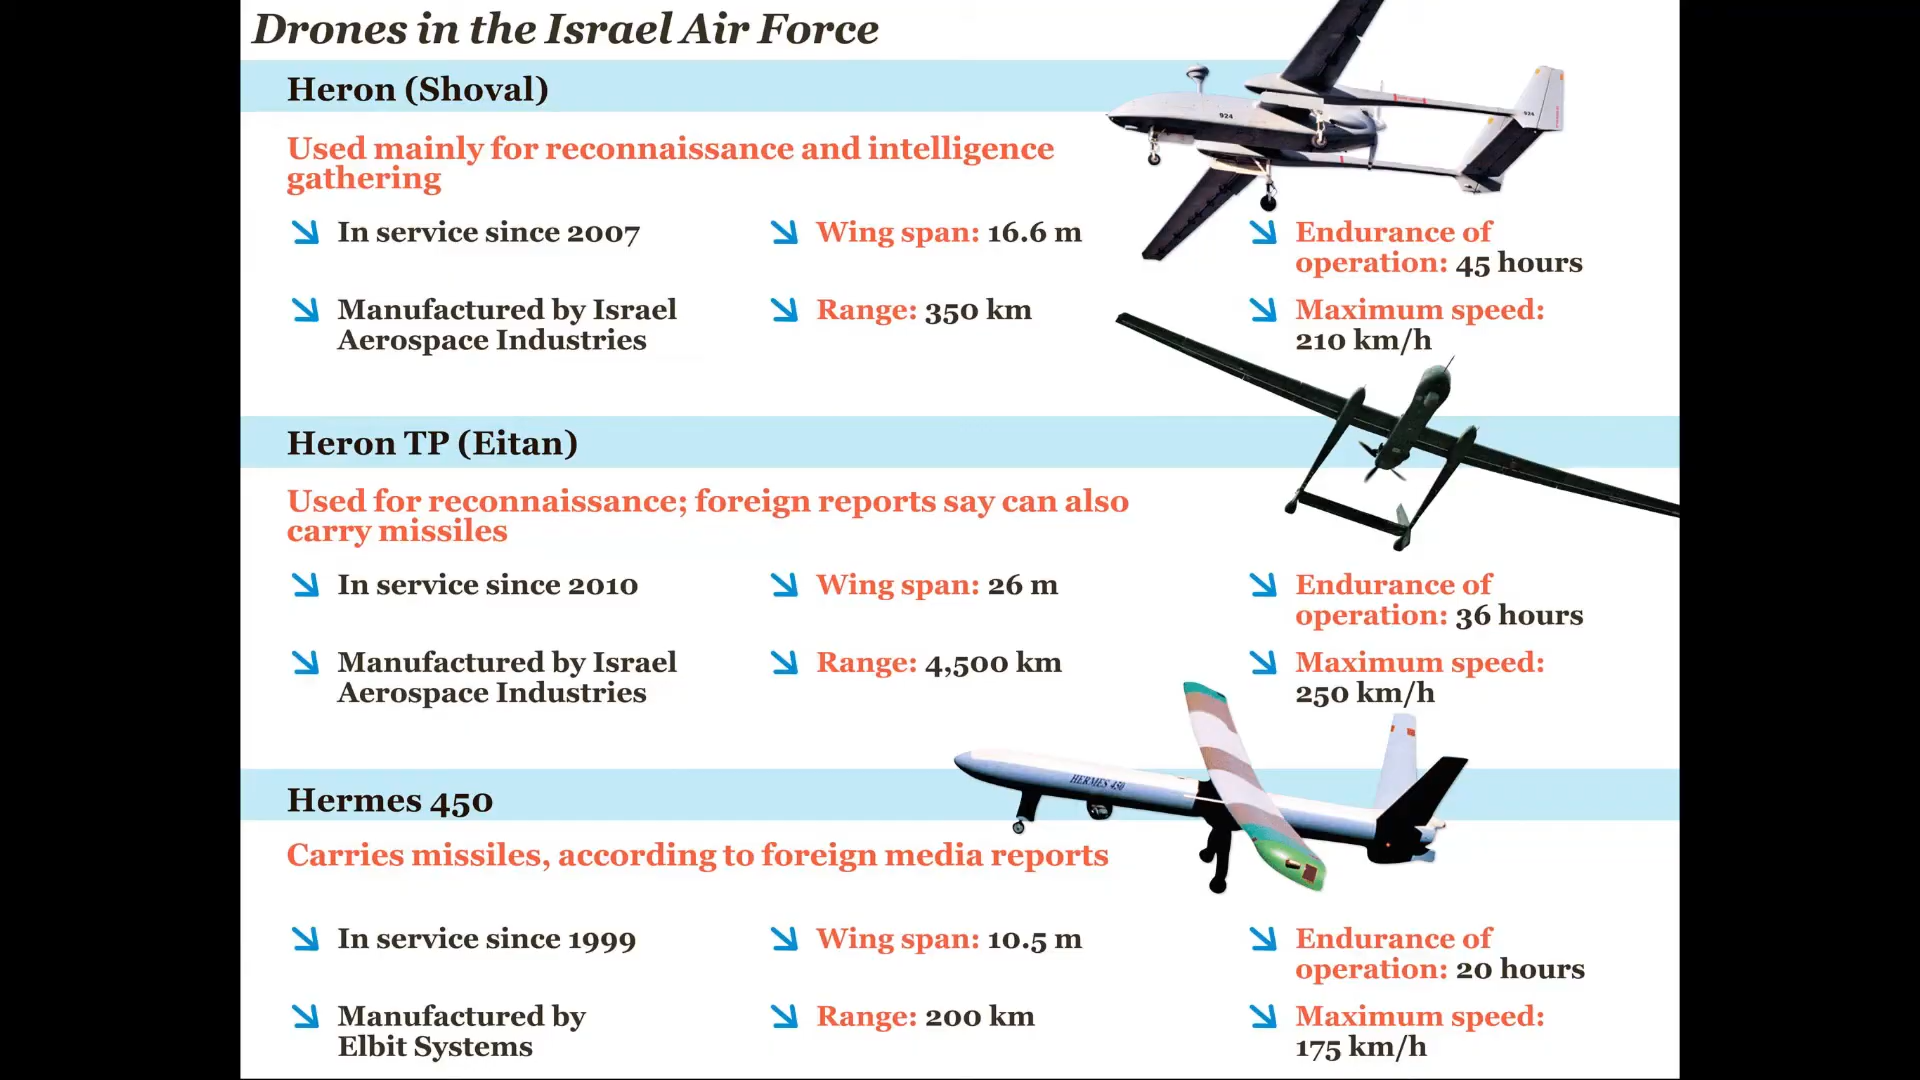 Drones in the Israel Air Force
Heron (Shoval)
924
924
Used mainly for reconnaissance and intelligence
gathering
In service since 2007
Wing span: 16.6 m
Endurance of
operation: 45 hours
Manufactured by Israel
Aerospace Industries
Range: 350 km
Maximum speed:
210 km/h
Heron TP (Eitan)
Used for reconnaissance; foreign reports say can also
carry missiles
In service since 2010
Wing span: 26 m
Endurance of
operation: 36 hours
Manufactured by Israel
Aerospace Industries
Range: 4,500 km
Maximum speed:
250 km/h
Hermes 450
HERMES 450
Carries missiles, according to foreign media reports
In service since 1999
Wing span: 10.5 m
Endurance of
operation: 20 hours
Manufactured by
Elbit Systems
Range: 200 km
Maximum speed:
175 km/h